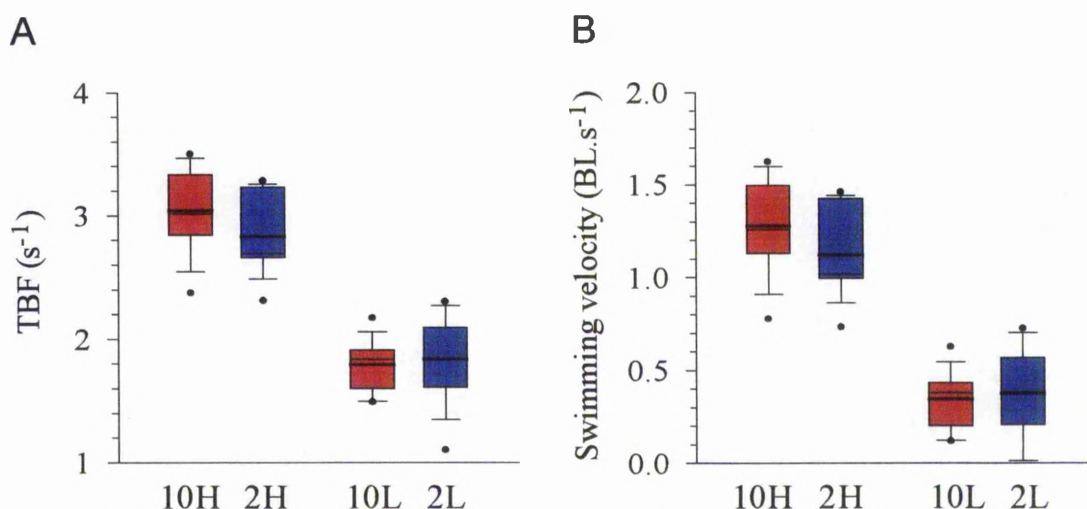 A
B
TBF (s⁻¹)
4
3
2
1
10H 2H 10L 2L
Swimming velocity (BL.s⁻¹)
2.0
1.5
1.0
0.5
0.0
10H 2H 10L 2L